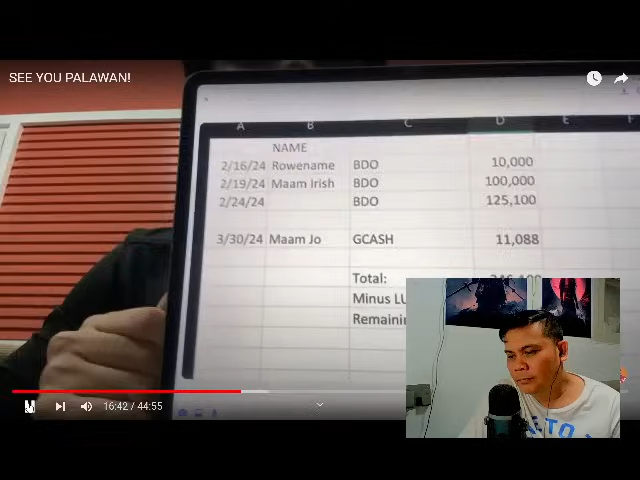 SEE YOU PALAWAN!
A B C D E F
NAME
2/16/24 Rowename BDO 10,000
2/19/24 Maam Irish BDO 100,000
2/24/24 BDO 125,100
3/30/24 Maam Jo GCASH 11,088
Total:
Minus
16:42 / 44:55